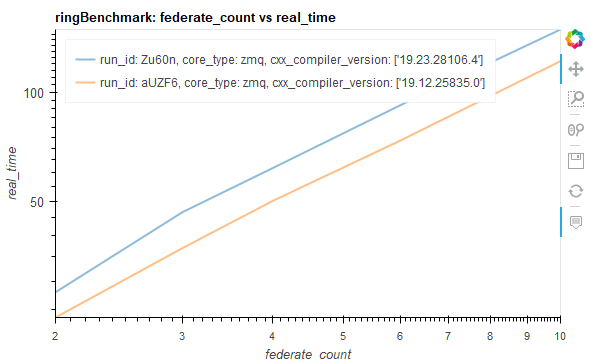 ringBenchmark: federate_count vs real_time
run_id: Zu60n, core_type: zmq, cxx_compiler_version: ['19.23.28106.4']
run_id: aUZF6, core_type: zmq, cxx_compiler_version: ['19.12.25835.0']
100
50
real_time
2 3 4 5 6 7 8 9 10
federate_count